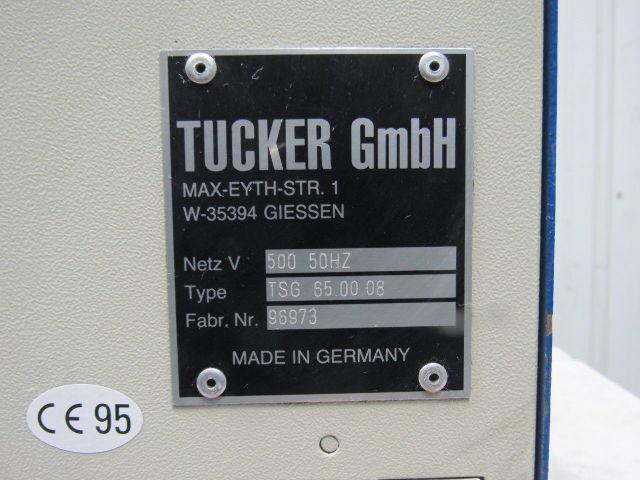 TUCKER GmbH
MAX-EYTH-STR. 1
W-35394 GIESSEN
Netz V 500 50HZ
Type TSG 65.00.08
Fabr. Nr. 96973
MADE IN GERMANY
CE 95